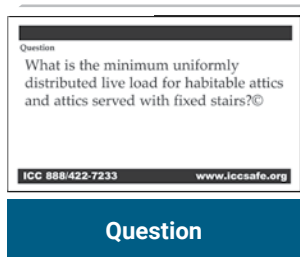 Question
What is the minimum uniformly
distributed live load for habitable attics
and attics served with fixed stairs?©
ICC 888/422-7233 www.iccsafe.org
Question